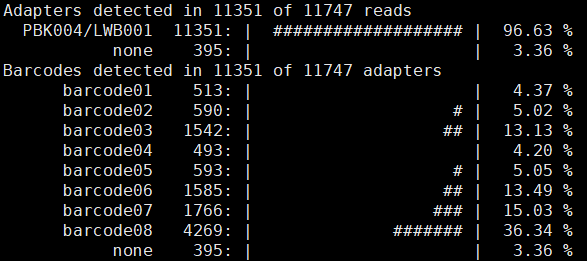 Adapters detected in 11351 of 11747 reads
PBK004/LWB001 11351: | ################### | 96.63 %
none 395: | | 3.36 %
Barcodes detected in 11351 of 11747 adapters
barcode01 513: | | 4.37 %
barcode02 590: | # | 5.02 %
barcode03 1542: | ## | 13.13 %
barcode04 493: | | 4.20 %
barcode05 593: | # | 5.05 %
barcode06 1585: | ## | 13.49 %
barcode07 1766: | ### | 15.03 %
barcode08 4269: | ####### | 36.34 %
none 395: | | 3.36 %